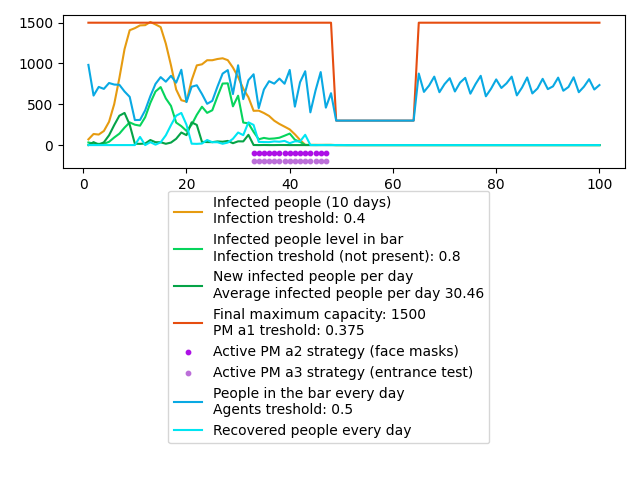 1500
1000
500
0
0 20 40 60 80 100
Infected people (10 days)
Infection treshold: 0.4
Infected people level in bar
Infection treshold (not present): 0.8
New infected people per day
Average infected people per day 30.46
Final maximum capacity: 1500
PM a1 treshold: 0.375
Active PM a2 strategy (face masks)
Active PM a3 strategy (entrance test)
People in the bar every day
Agents treshold: 0.5
Recovered people every day